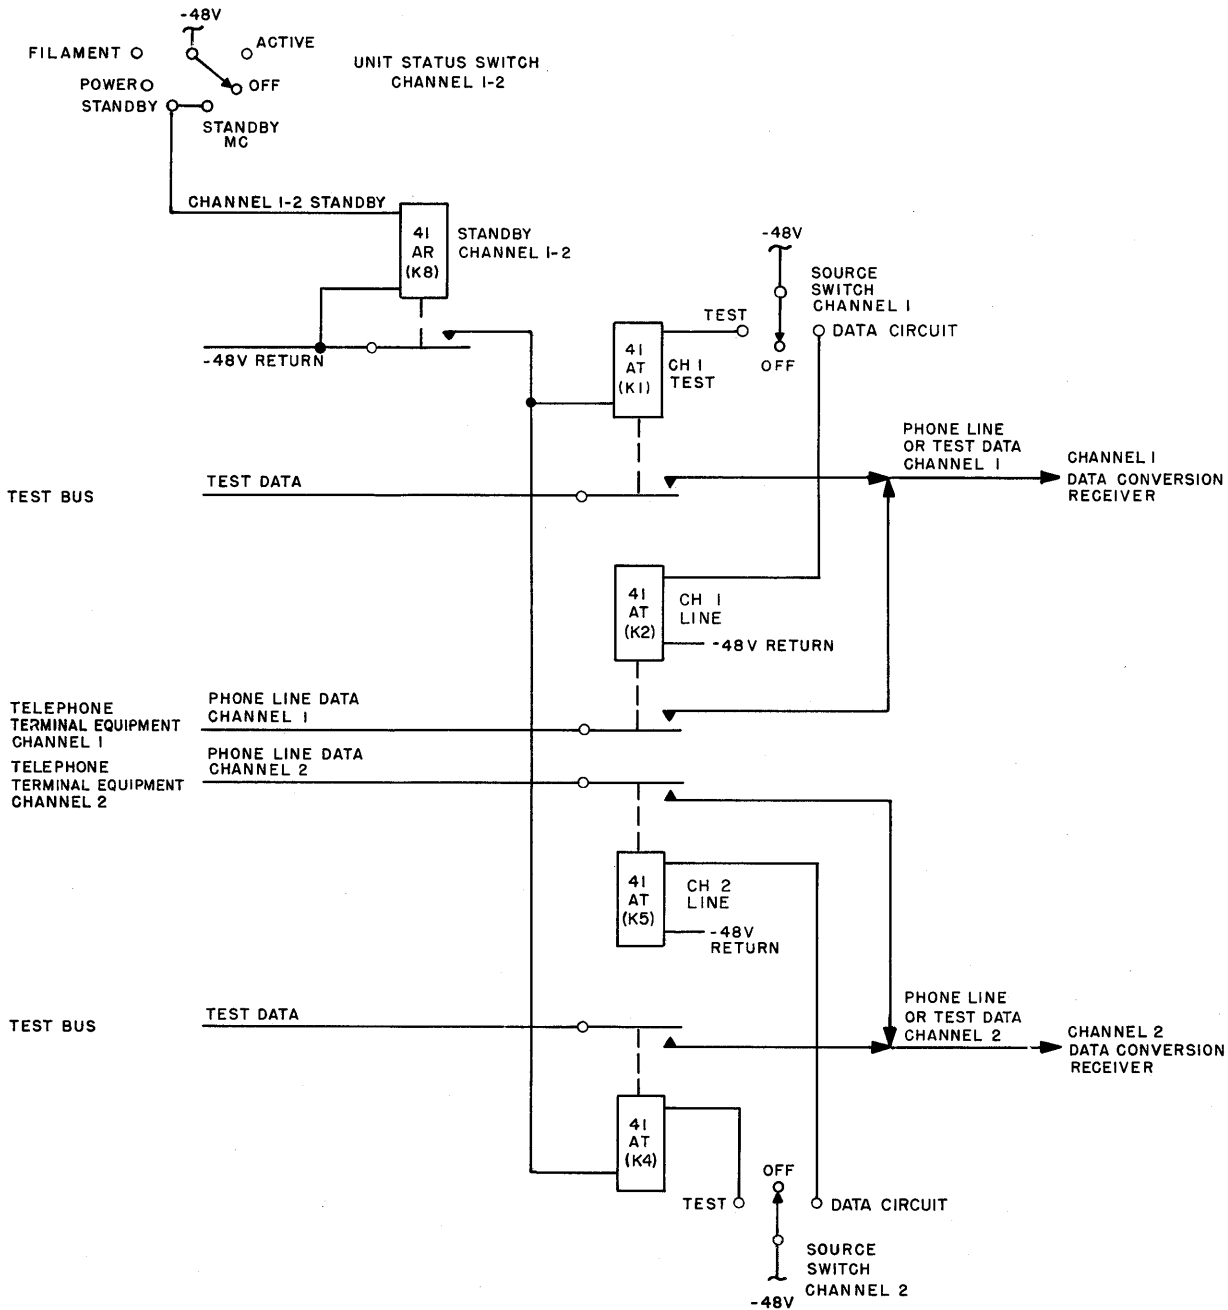 -48V
FILAMENT
ACTIVE
UNIT STATUS SWITCH
CHANNEL 1-2
POWER
OFF
STANDBY
STANDBY
MC
CHANNEL 1-2 STANDBY
41
AR
(K8)
STANDBY
CHANNEL 1-2
-48V RETURN
-48V
SOURCE
SWITCH
CHANNEL 1
TEST
DATA CIRCUIT
OFF
41
AT
(K1)
CH 1
TEST
PHONE LINE
OR TEST DATA
CHANNEL 1
CHANNEL 1
DATA CONVERSION
RECEIVER
TEST BUS
TEST DATA
41
AT
(K2)
CH 1
LINE
-48V RETURN
TELEPHONE
TERMINAL EQUIPMENT
CHANNEL 1
PHONE LINE DATA
CHANNEL 1
TELEPHONE
TERMINAL EQUIPMENT
CHANNEL 2
PHONE LINE DATA
CHANNEL 2
41
AT
(K5)
CH 2
LINE
-48V
RETURN
TEST BUS
TEST DATA
PHONE LINE
OR TEST DATA
CHANNEL 2
CHANNEL 2
DATA CONVERSION
RECEIVER
41
AT
(K4)
OFF
TEST
DATA CIRCUIT
SOURCE
SWITCH
CHANNEL 2
-48V